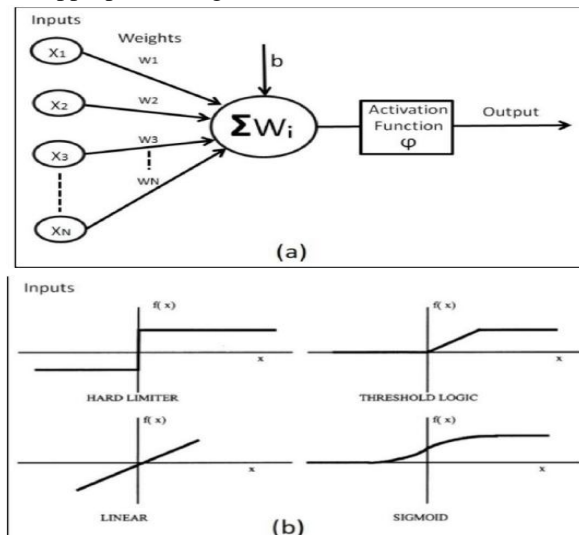 Inputs
Weights
X1
W1
b
X2
W2
ΣWi
Activation
Function
φ
Output
X3
W3
WN
XN
(a)
Inputs
f( x)
f( x)
x
x
HARD LIMITER
THRESHOLD LOGIC
f( x)
f( x)
x
x
LINEAR
(b)
SIGMOID